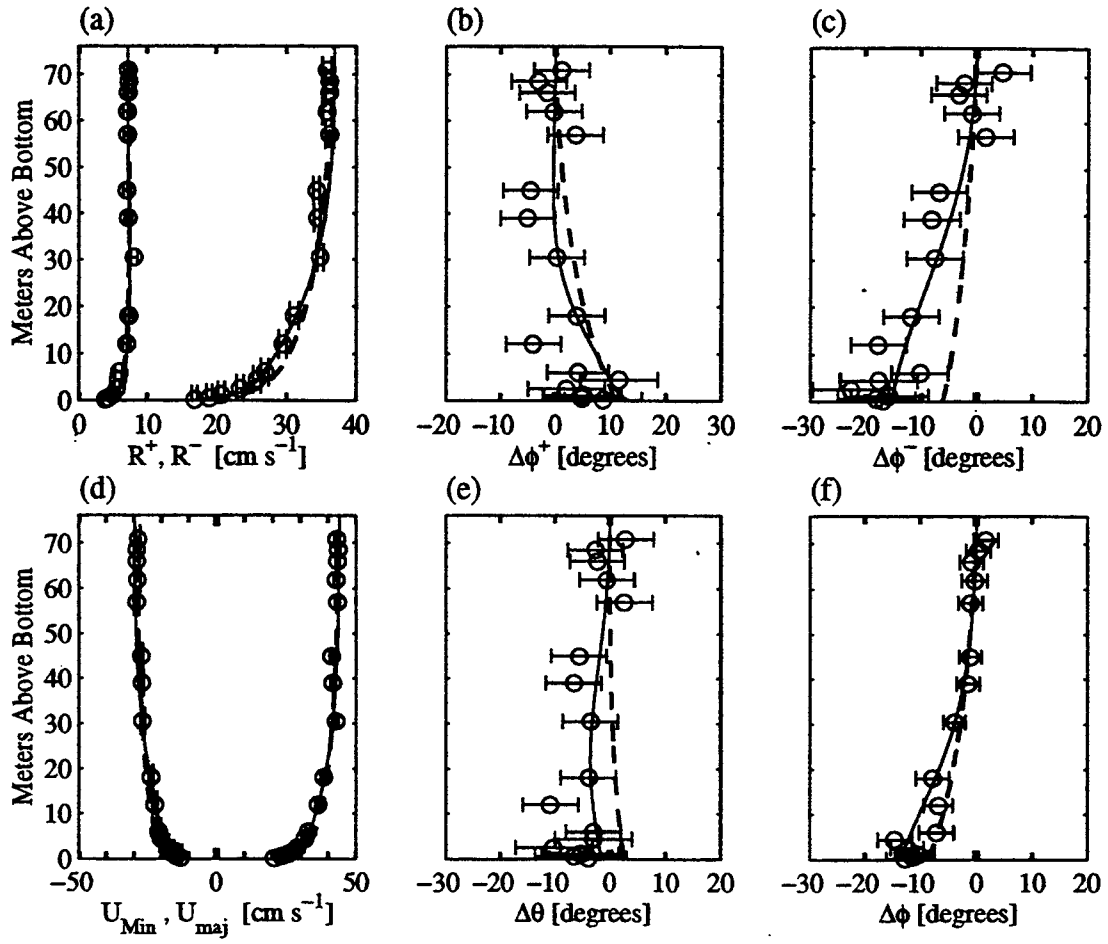 (a) (b) (c)
Meters Above Bottom
70
60
50
40
30
20
10
0
0 10 20 30 40
R⁺, R⁻ [cm s⁻¹]
−20 −10 0 10 20 30
Δϕ⁺ [degrees]
−30 −20 −10 0 10 20
Δϕ⁻ [degrees]
(d) (e) (f)
Meters Above Bottom
70
60
50
40
30
20
10
0
−50 0 50
U_Min, U_maj [cm s⁻¹]
−30 −20 −10 0 10 20
Δθ [degrees]
−30 −20 −10 0 10 20
Δϕ [degrees]